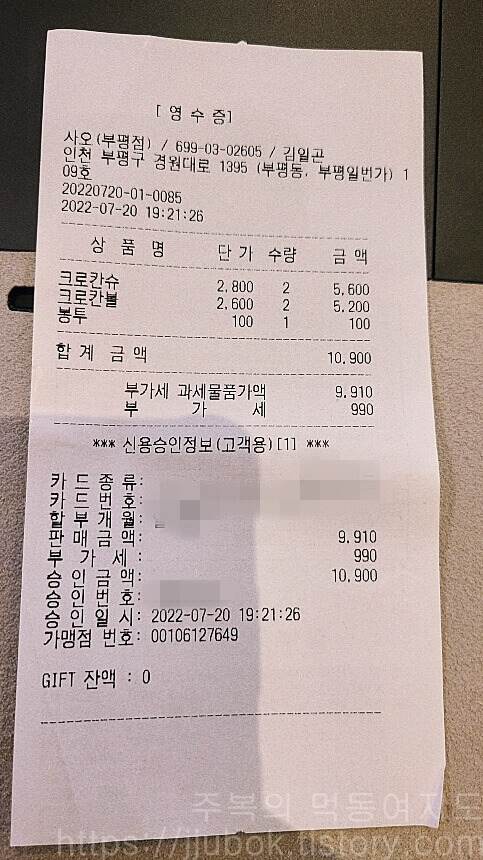 [ 영 수 증]
사오(부평점) / 699-03-02605 / 김일곤
인천 부평구 경원대로 1395 (부평동, 부평일번가) 1
09호
20220720-01-0085
2022-07-20 19:21:26
상 품 명 단 가 수량 금 액
크로칸슈 2,800 2 5,600
크로칸볼 2,600 2 5,200
봉투 100 1 100
합 계 금 액 10,900
부가세 과세물품가액 9,910
부 가 세 990
*** 신용승인정보(고객용)[1] ***
카 드 종 류:
카 드 번 호:
할 부 개 월:
판 매 금 액: 9,910
부 가 세 : 990
승 인 금 액: 10,900
승 인 번 호:
승 인 일 시: 2022-07-20 19:21:26
가맹점 번호: 00106127649
GIFT 잔액 : 0
주복의 먹동여지도
https://jjubok.tistory.com